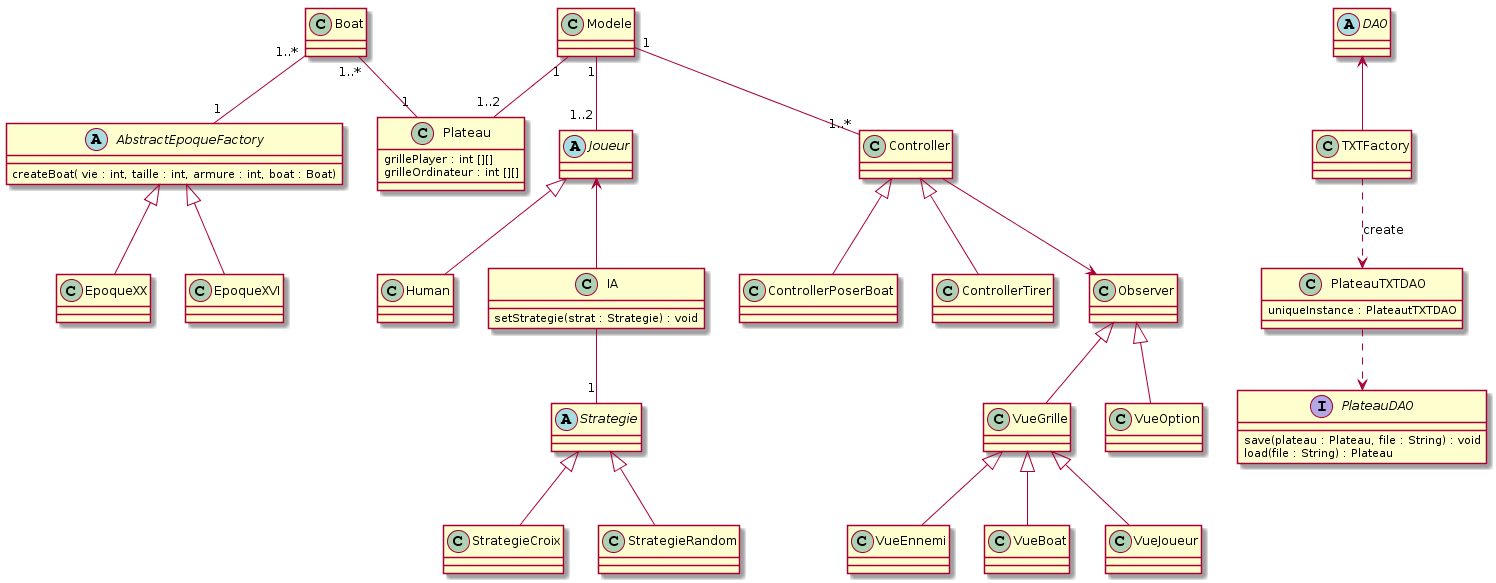 C Boat
C Modele
A DAO
1..*
1..*
1
1
1
1
1
1..2
1..2
1..*
A AbstractEpoqueFactory
createBoat( vie : int, taille : int, armure : int, boat : Boat)
C Plateau
grillePlayer : int [][]
grilleOrdinateur : int [][]
A Joueur
C Controller
C TXTFactory
create
C EpoqueXX
C EpoqueXVI
C Human
C IA
setStrategie(strat : Strategie) : void
C ControllerPoserBoat
C ControllerTirer
C Observer
C PlateauTXTDAO
uniqueInstance : PlateautTXTDAO
1
A Strategie
C VueGrille
C VueOption
I PlateauDAO
save(plateau : Plateau, file : String) : void
load(file : String) : Plateau
C StrategieCroix
C StrategieRandom
C VueEnnemi
C VueBoat
C VueJoueur